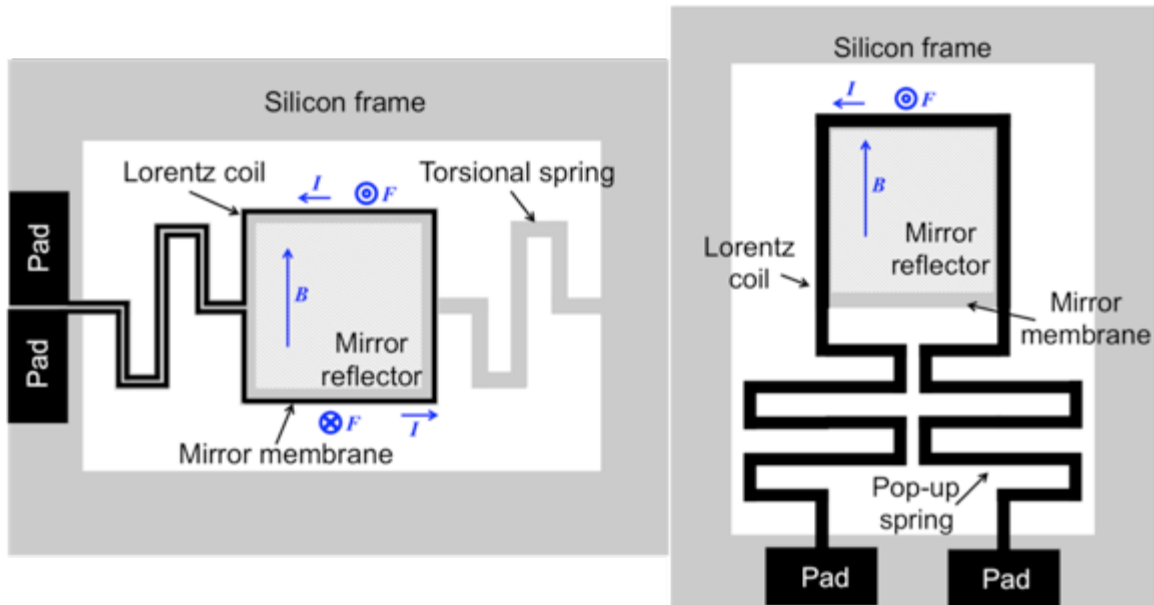 Silicon frame
Lorentz coil
Torsional spring
I
F
Pad
B
Pad
Mirror
reflector
F
I
Mirror membrane
Silicon frame
I
F
B
Lorentz
coil
Mirror
reflector
Mirror
membrane
Pop-up
spring
Pad
Pad